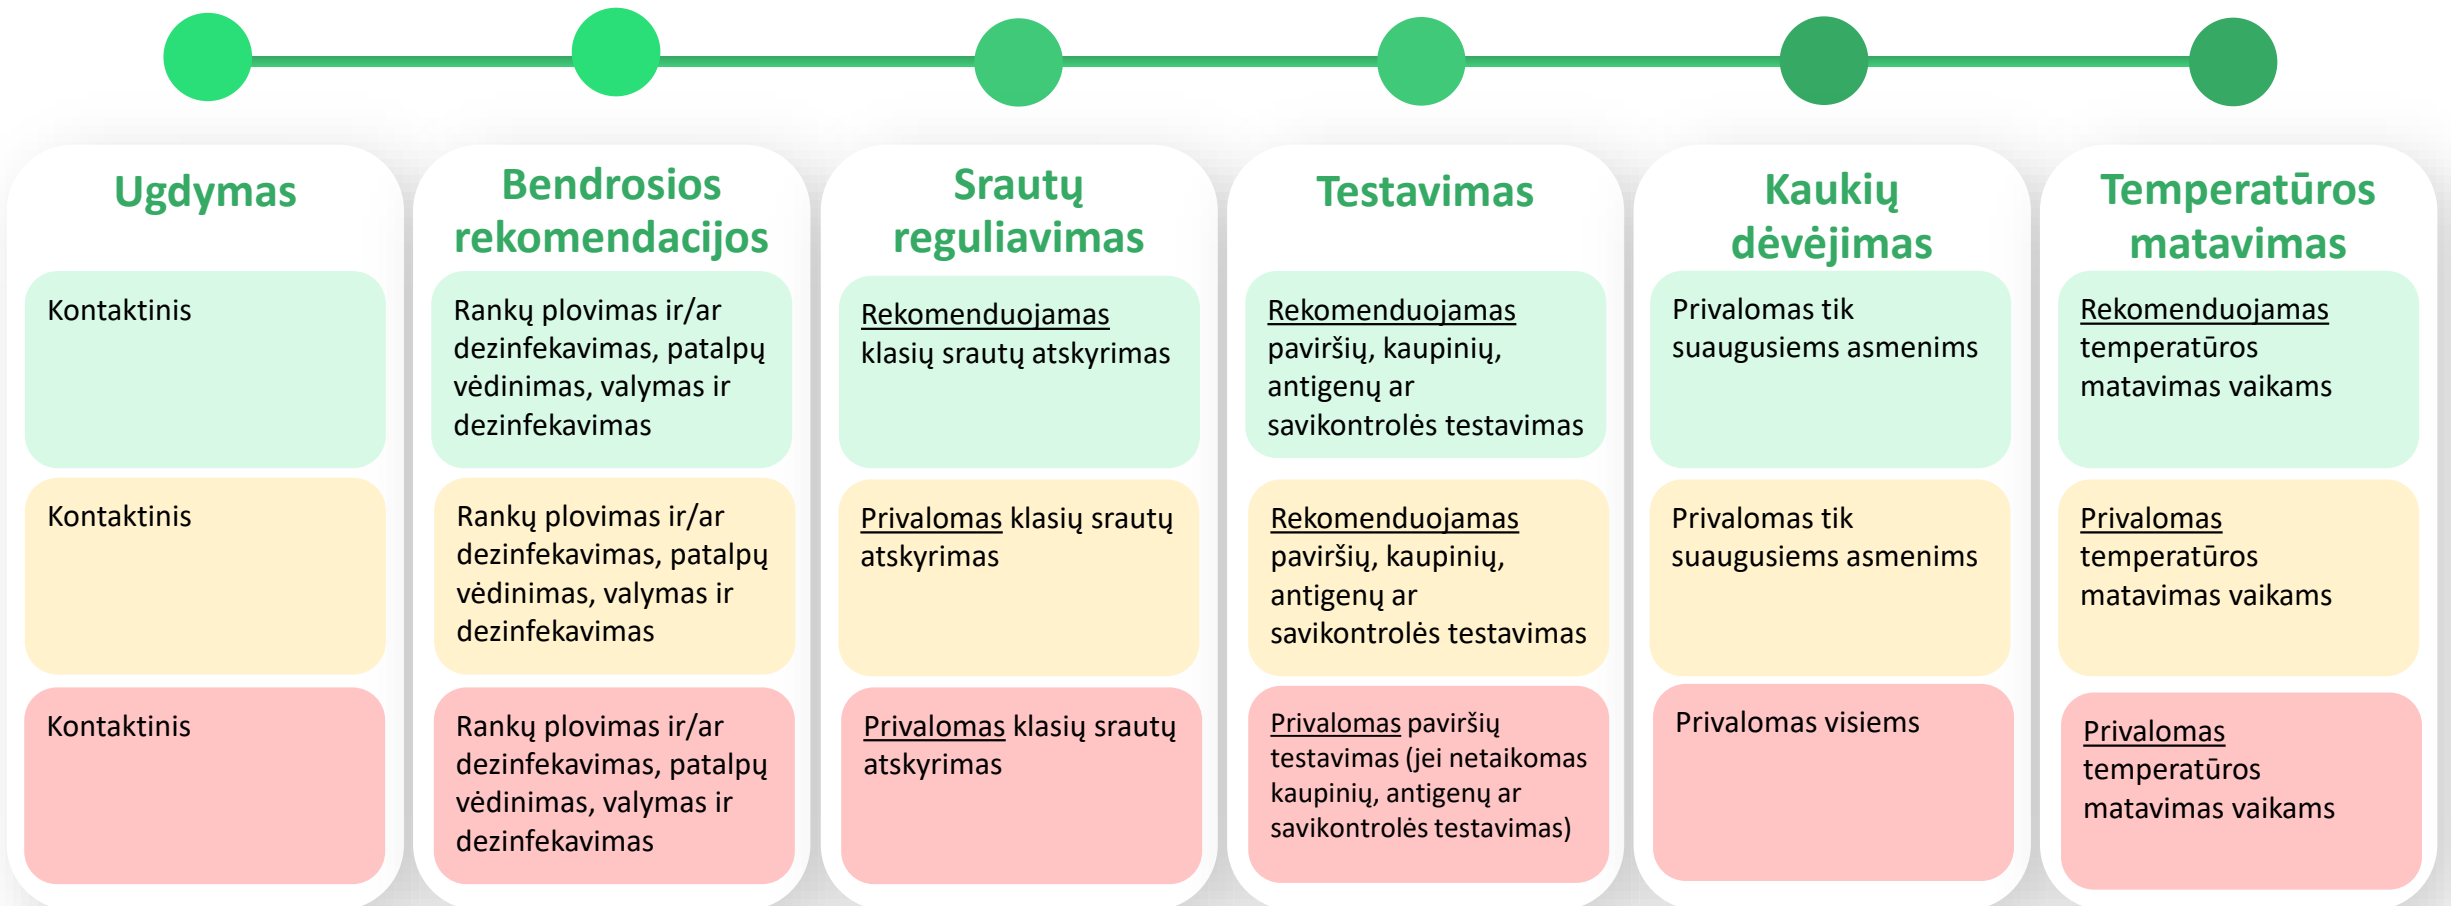 Ugdymas
Kontaktinis
Kontaktinis
Kontaktinis
Bendrosios
rekomendacijos
Rankų plovimas ir/ar
dezinfekavimas, patalpų
vėdinimas, valymas ir
dezinfekavimas
Rankų plovimas ir/ar
dezinfekavimas, patalpų
vėdinimas, valymas ir
dezinfekavimas
Rankų plovimas ir/ar
dezinfekavimas, patalpų
vėdinimas, valymas ir
dezinfekavimas
Srautų
reguliavimas
Rekomenduojamas
klasių srautų atskyrimas
Privalomas klasių srautų
atskyrimas
Privalomas klasių srautų
atskyrimas
Testavimas
Rekomenduojamas
paviršių, kaupinių,
antigenų ar
savikontrolės testavimas
Rekomenduojamas
paviršių, kaupinių,
antigenų ar
savikontrolės testavimas
Privalomas paviršių
testavimas (jei netaikomas
kaupinių, antigenų ar
savikontrolės testavimas)
Kaukių
dėvėjimas
Privalomas tik
suaugusiems asmenims
Privalomas tik
suaugusiems asmenims
Privalomas visiems
Temperatūros
matavimas
Rekomenduojamas
temperatūros
matavimas vaikams
Privalomas
temperatūros
matavimas vaikams
Privalomas
temperatūros
matavimas vaikams